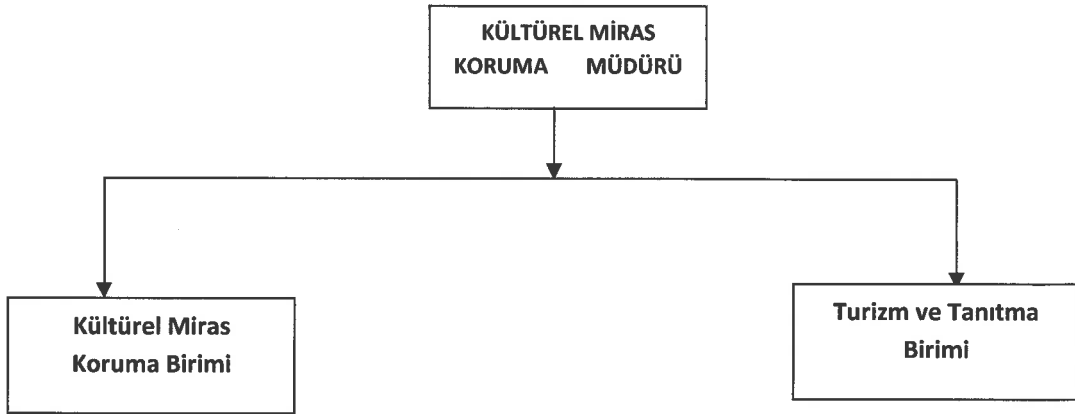 KÜLTÜREL MİRAS
KORUMA MÜDÜRÜ
Kültürel Miras
Koruma Birimi
Turizm ve Tanıtma
Birimi